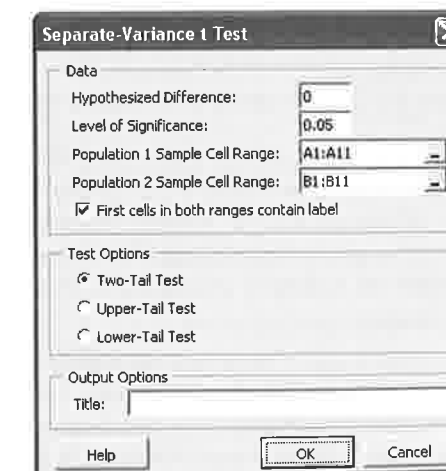 Separate-Variance t Test
Data
Hypothesized Difference: 0
Level of Significance: 0.05
Population 1 Sample Cell Range: A1:A11
Population 2 Sample Cell Range: B1:B11
First cells in both ranges contain label
Test Options
Two-Tail Test
Upper-Tail Test
Lower-Tail Test
Output Options
Title:
Help OK Cancel